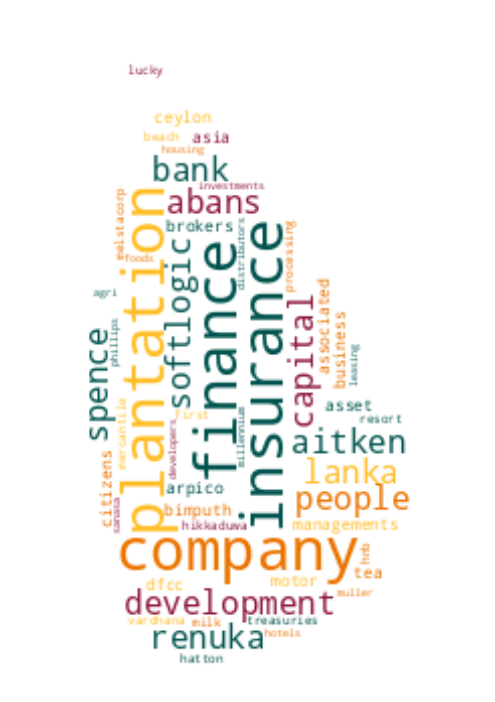 lucky
ceylon
beach
asia
housing
bank
investments
abans
melstacorp
plantation
brokers
distributors
insurance
processing
foods
softlogic
finance
agri
associated
capital
business
spence
phillips
leasing
mercantile
first
asset
resort
millennium
developers
aitken
citizens
lanka
arpico
people
sanasa
bimputh
hikkaduwa
managements
company
hnb
tea
dfcc
motor
development
muller
vardhana
milk
treasuries
renuka
hotels
hatton